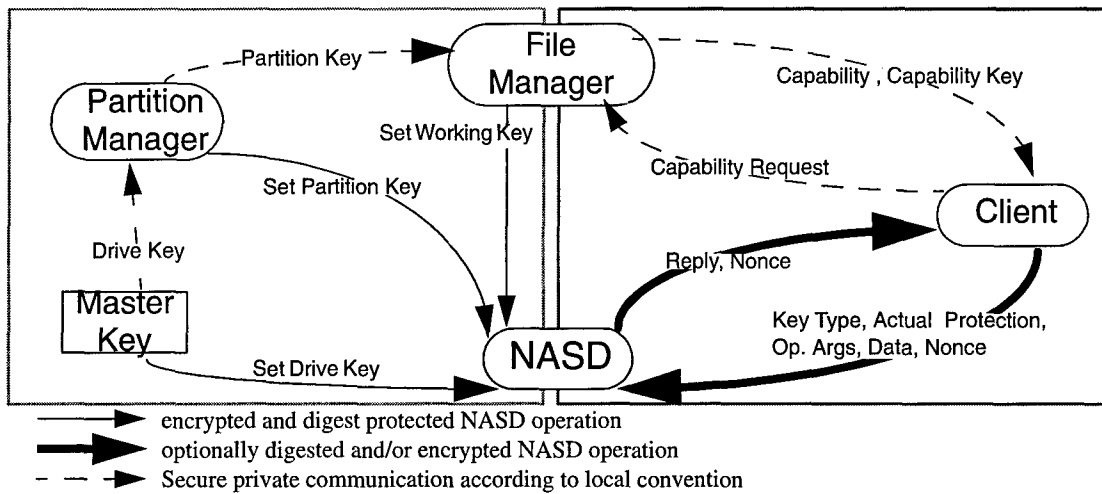 File
Manager
Partition Key
Capability , Capability Key
Partition
Manager
Set Working Key
Capability Request
Set Partition Key
Client
Drive Key
Reply, Nonce
Master
Key
Key Type, Actual Protection,
Op. Args, Data, Nonce
NASD
Set Drive Key
encrypted and digest protected NASD operation
optionally digested and/or encrypted NASD operation
Secure private communication according to local convention